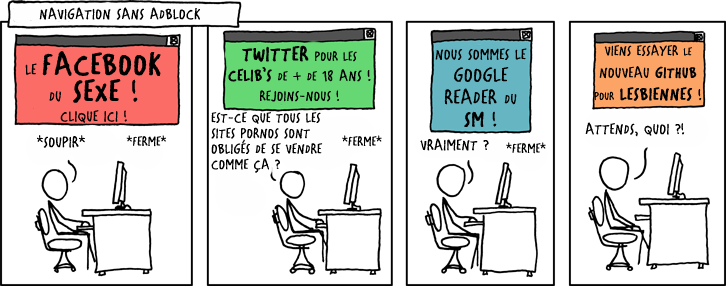 NAVIGATION SANS ADBLOCK
LE FACEBOOK
DU SEXE !
CLIQUE ICI !
*SOUPIR*
*FERME*
TWITTER POUR LES
CELIB'S DE + DE 18 ANS !
REJOINS-NOUS !
EST-CE QUE TOUS LES
SITES PORNOS SONT
OBLIGÉS DE SE VENDRE
COMME ÇA ?
*FERME*
NOUS SOMMES LE
GOOGLE
READER DU
SM !
VRAIMENT ?
*FERME*
VIENS ESSAYER LE
NOUVEAU GITHUB
POUR LESBIENNES !
ATTENDS, QUOI ?!